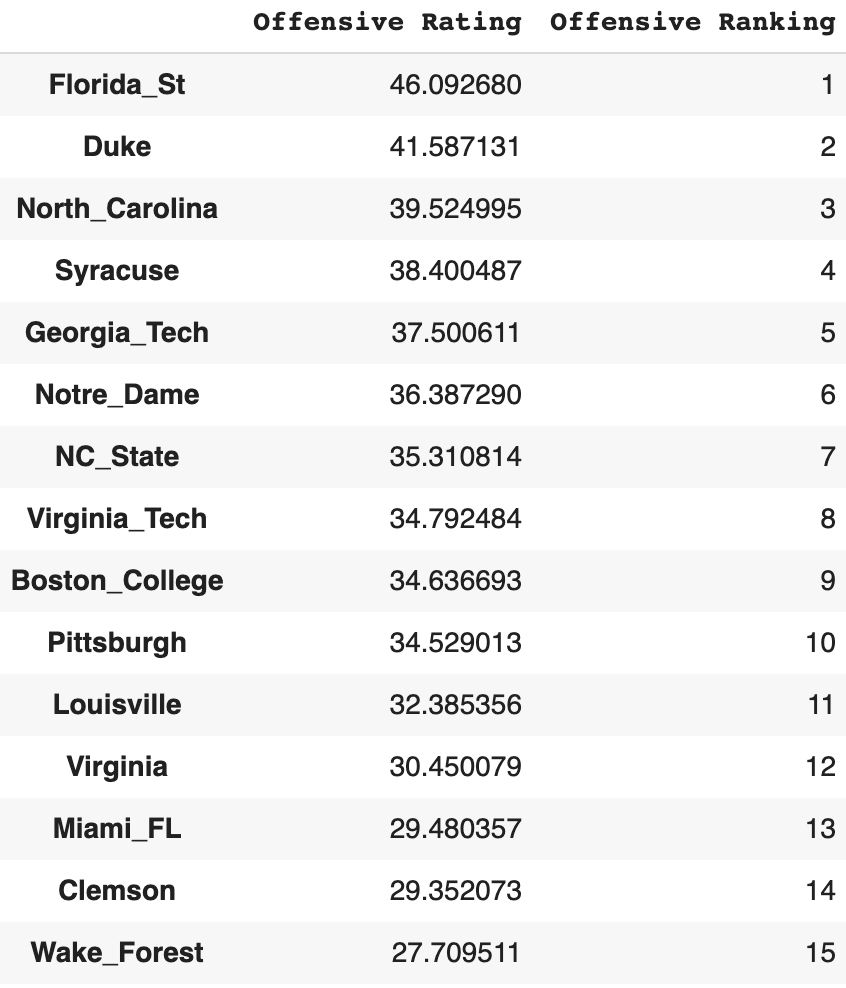 Offensive Rating Offensive Ranking
Florida_St 46.092680 1
Duke 41.587131 2
North_Carolina 39.524995 3
Syracuse 38.400487 4
Georgia_Tech 37.500611 5
Notre_Dame 36.387290 6
NC_State 35.310814 7
Virginia_Tech 34.792484 8
Boston_College 34.636693 9
Pittsburgh 34.529013 10
Louisville 32.385356 11
Virginia 30.450079 12
Miami_FL 29.480357 13
Clemson 29.352073 14
Wake_Forest 27.709511 15